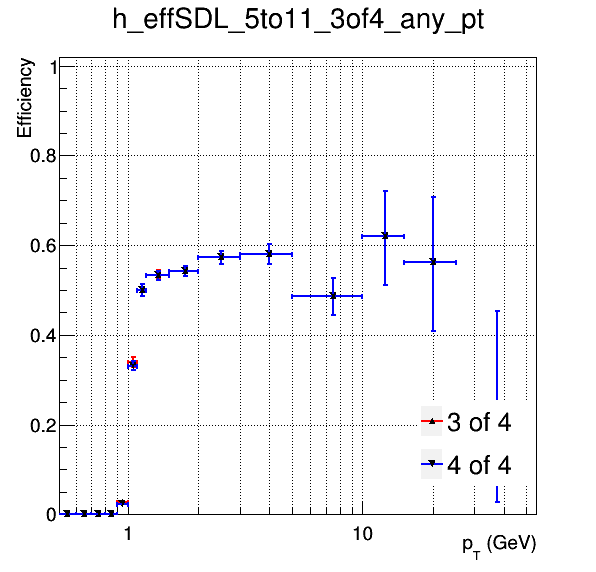 h_effSDL_5to11_3of4_any_pt
Efficiency
1
0.8
0.6
0.4
0.2
0
3 of 4
4 of 4
1
10
p_T (GeV)